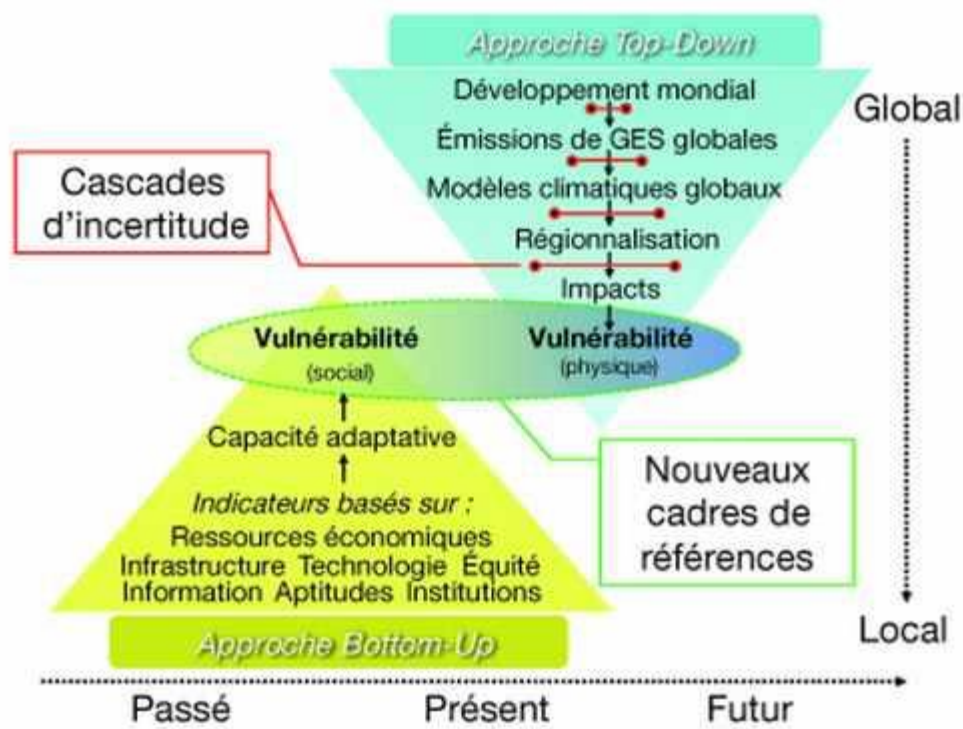 Approche Top-Down
Développement mondial
Global
Émissions de GES globales
Cascades
d'incertitude
Modèles climatiques globaux
Régionnalisation
Impacts
Vulnérabilité
(social)
Vulnérabilité
(physique)
Capacité adaptative
Indicateurs basés sur :
Ressources économiques
Infrastructure Technologie Équité
Information Aptitudes Institutions
Nouveaux
cadres de
références
Local
Approche Bottom-Up
Passé
Présent
Futur